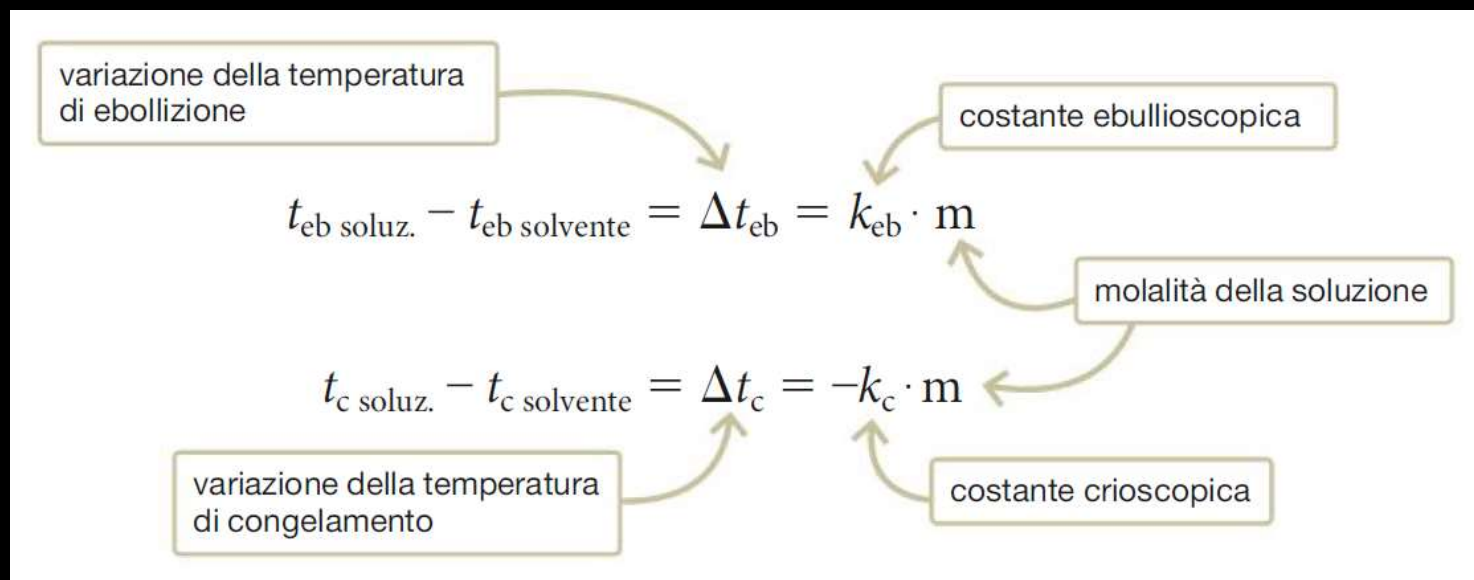 variazione della temperatura
di ebollizione
costante ebullioscopica
t_eb soluz. − t_eb solvente = Δt_eb = k_eb · m
molalità della soluzione
t_c soluz. − t_c solvente = Δt_c = −k_c · m
variazione della temperatura
di congelamento
costante crioscopica